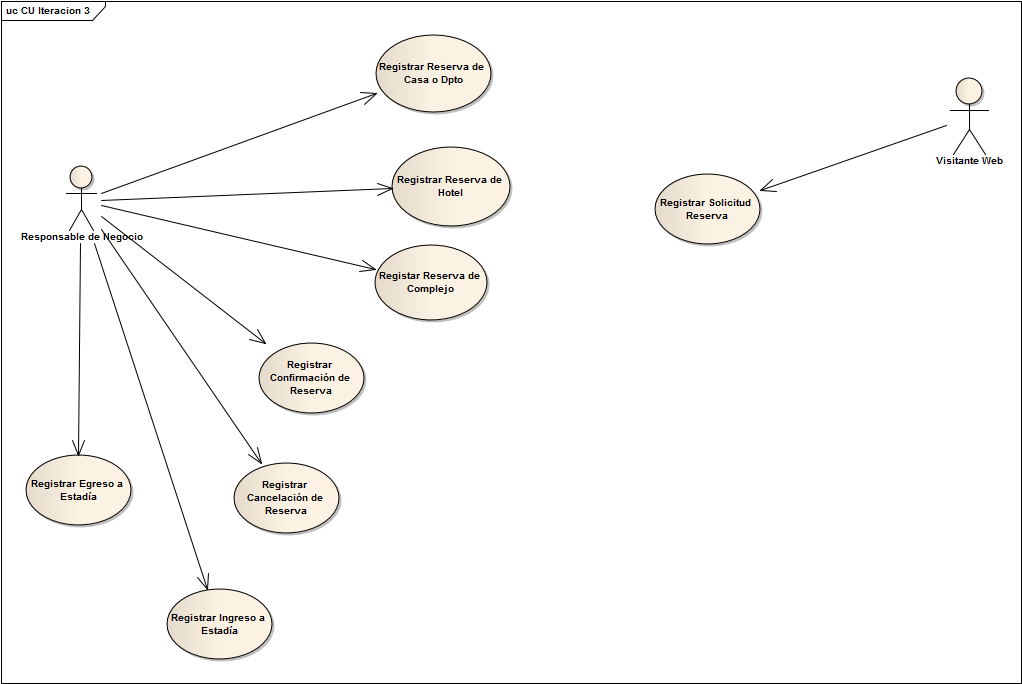 uc CU Iteracion 3
Registrar Reserva de
Casa o Dpto
Visitante Web
Registrar Reserva de
Hotel
Registrar Solicitud
Reserva
Responsable de Negocio
Registar Reserva de
Complejo
Registrar
Confirmación de
Reserva
Registrar Egreso a
Estadía
Registrar
Cancelación de
Reserva
Registrar Ingreso a
Estadía